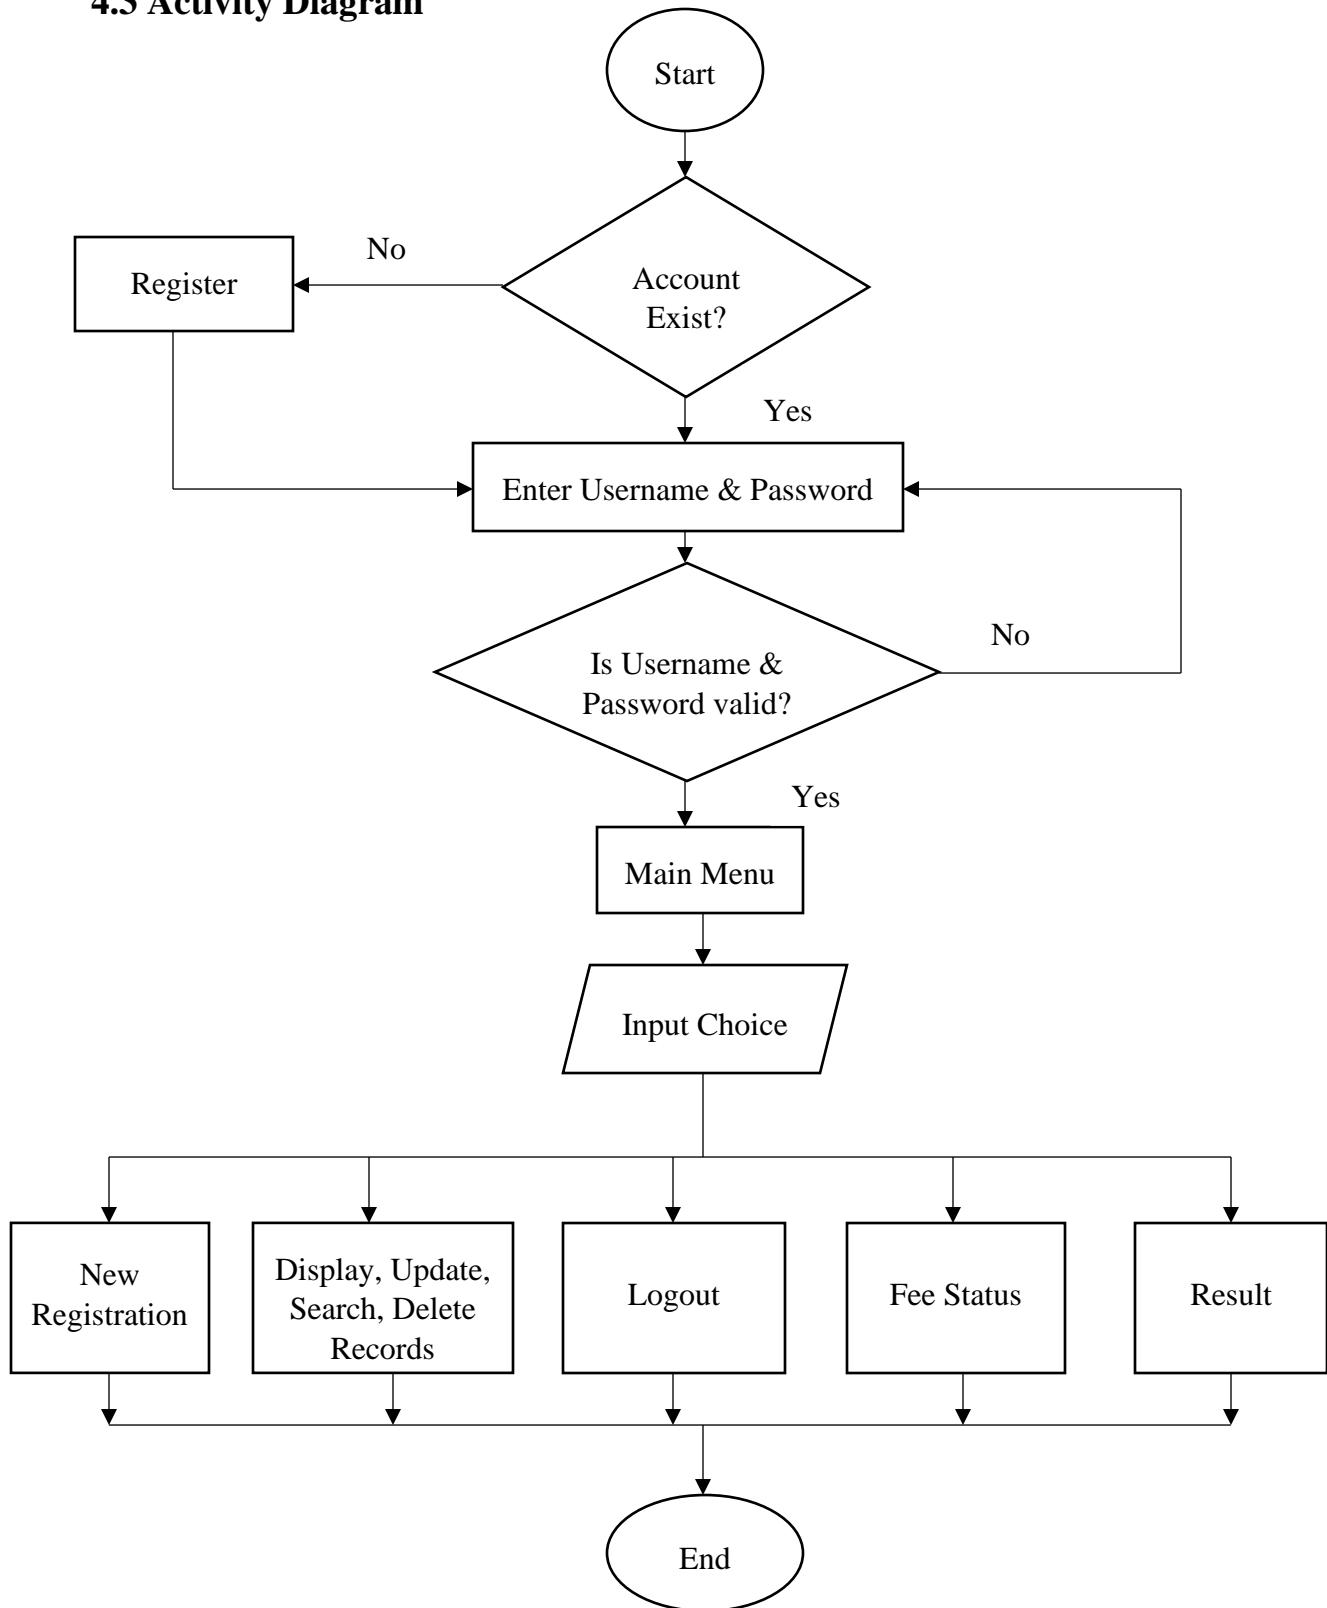 4.3 Activity Diagram
Start
No
Register
Account
Exist?
Yes
Enter Username & Password
No
Is Username &
Password valid?
Yes
Main Menu
Input Choice
New
Registration
Display, Update,
Search, Delete
Records
Logout
Fee Status
Result
End